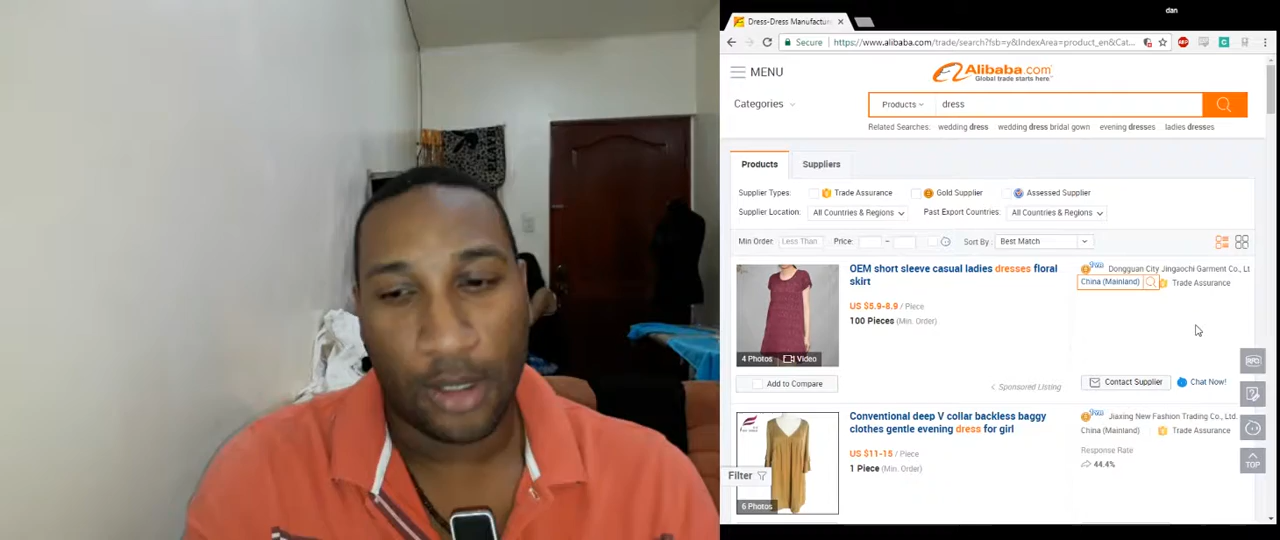 dan
Dress-Dress Manufactur
Secure https://www.alibaba.com/trade/search?fsb=y&IndexArea=product_en&Cat...
MENU
Alibaba.com
Global trade starts here.
Categories
Products dress
Related Searches: wedding dress wedding dress bridal gown evening dresses ladies dresses
Products Suppliers
Supplier Types: Trade Assurance Gold Supplier Assessed Supplier
Supplier Location: All Countries & Regions Past Export Countries: All Countries & Regions
Min Order: Less Than Price: - Sort By: Best Match
OEM short sleeve casual ladies dresses floral
skirt
US $5.9-8.9 / Piece
100 Pieces (Min. Order)
Dongguan City Jingaochi Garment Co., Lt
China (Mainland) Trade Assurance
4 Photos Video
Add to Compare
Sponsored Listing
Contact Supplier Chat Now!
RFQ
Conventional deep V collar backless baggy
clothes gentle evening dress for girl
US $11-15 / Piece
1 Piece (Min. Order)
Jiaxing New Fashion Trading Co., Ltd.
China (Mainland) Trade Assurance
Response Rate
44.4%
TOP
Filter
6 Photos